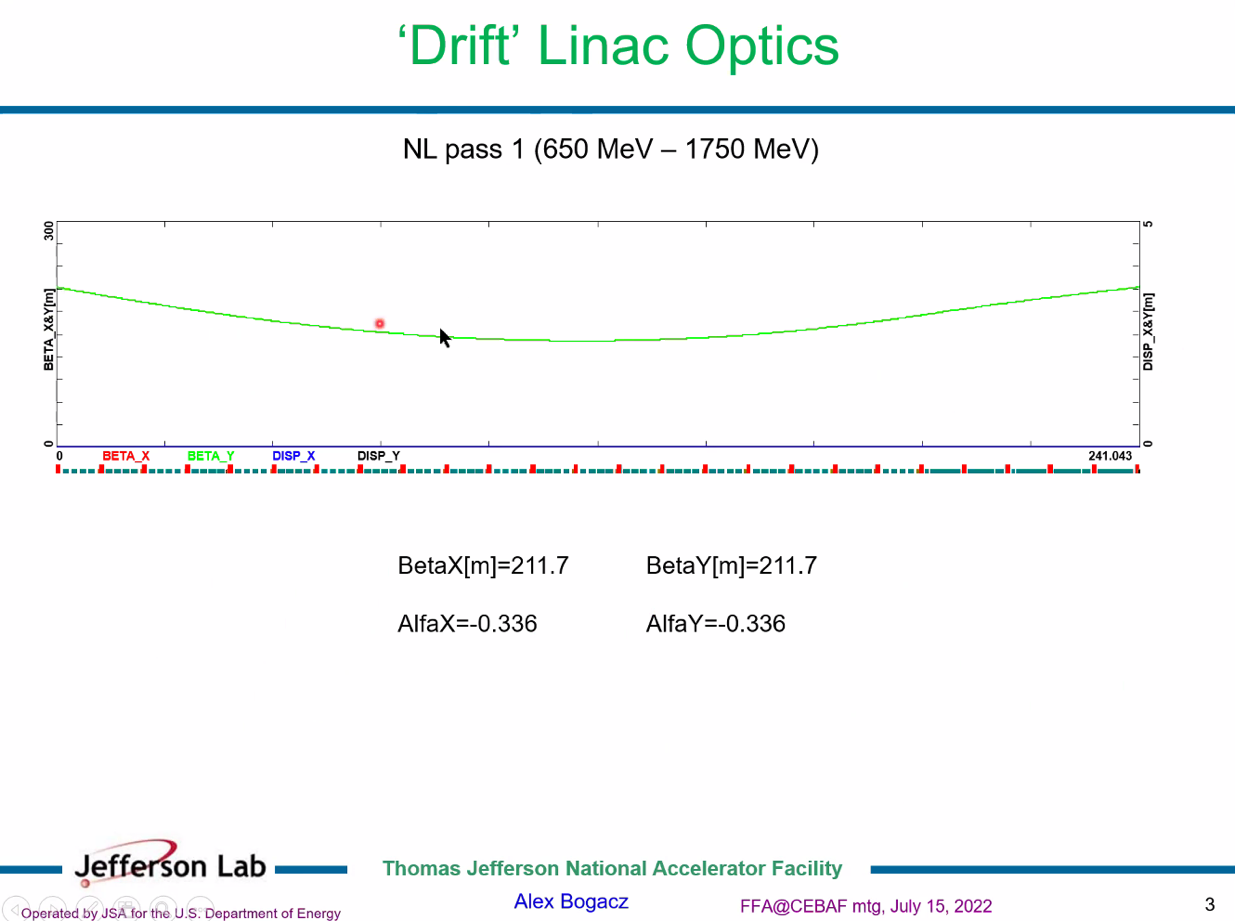 ‘Drift’ Linac Optics
NL pass 1 (650 MeV – 1750 MeV)
300
5
BETA_X&Y[m]
DISP_X&Y[m]
0
0
0 BETA_X BETA_Y DISP_X DISP_Y 241.043
BetaX[m]=211.7 BetaY[m]=211.7
AlfaX=-0.336 AlfaY=-0.336
Jefferson Lab
Thomas Jefferson National Accelerator Facility
Operated by JSA for the U.S. Department of Energy
Alex Bogacz
FFA@CEBAF mtg, July 15, 2022
3